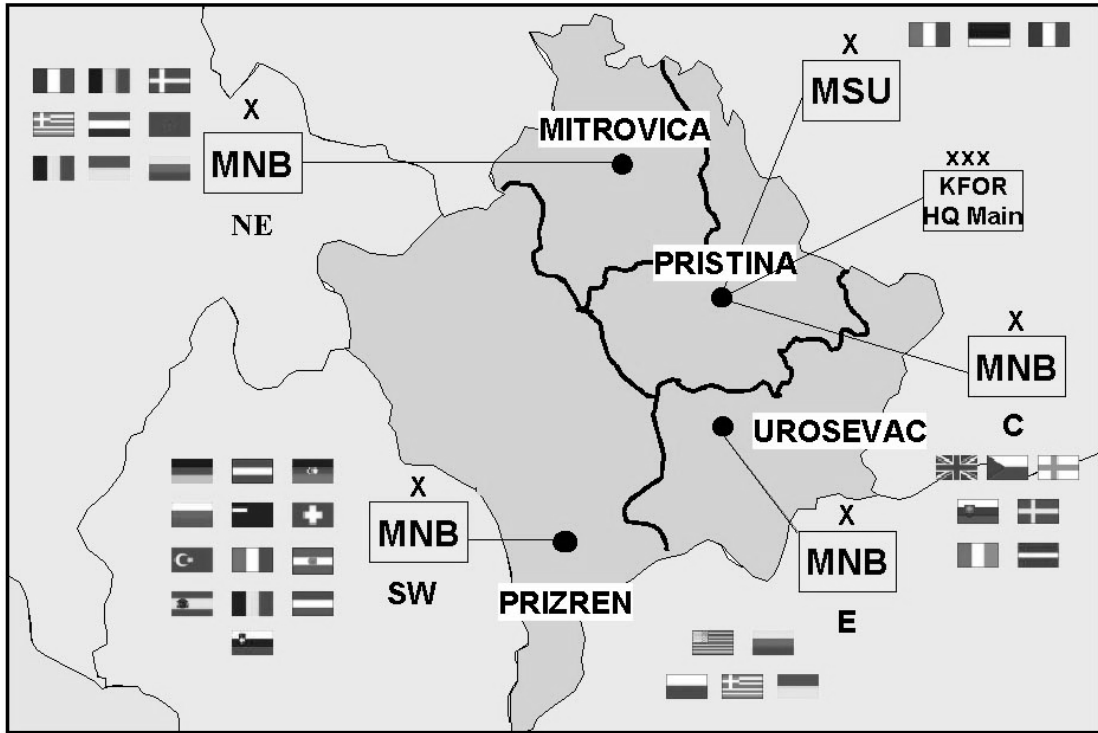 X
MSU
MITROVICA
X
MNB
NE
XXX
KFOR
HQ Main
PRISTINA
X
MNB
C
UROSEVAC
X
MNB
SW
X
MNB
E
PRIZREN